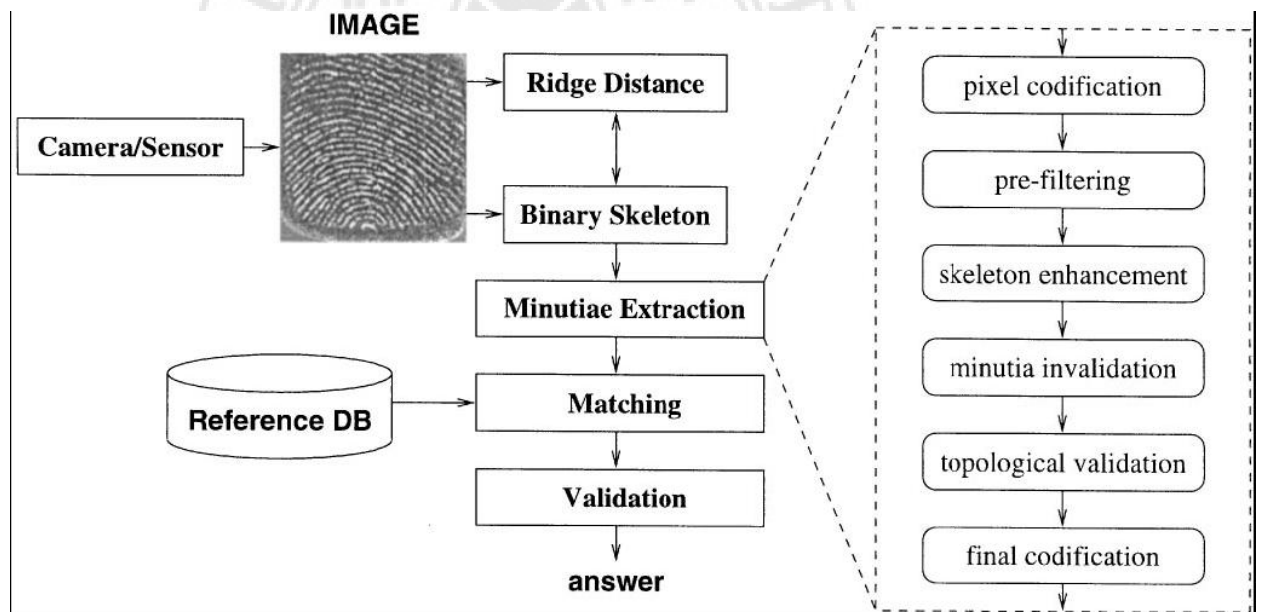 IMAGE
Camera/Sensor
Ridge Distance
Binary Skeleton
Minutiae Extraction
Reference DB
Matching
Validation
answer
pixel codification
pre-filtering
skeleton enhancement
minutia invalidation
topological validation
final codification